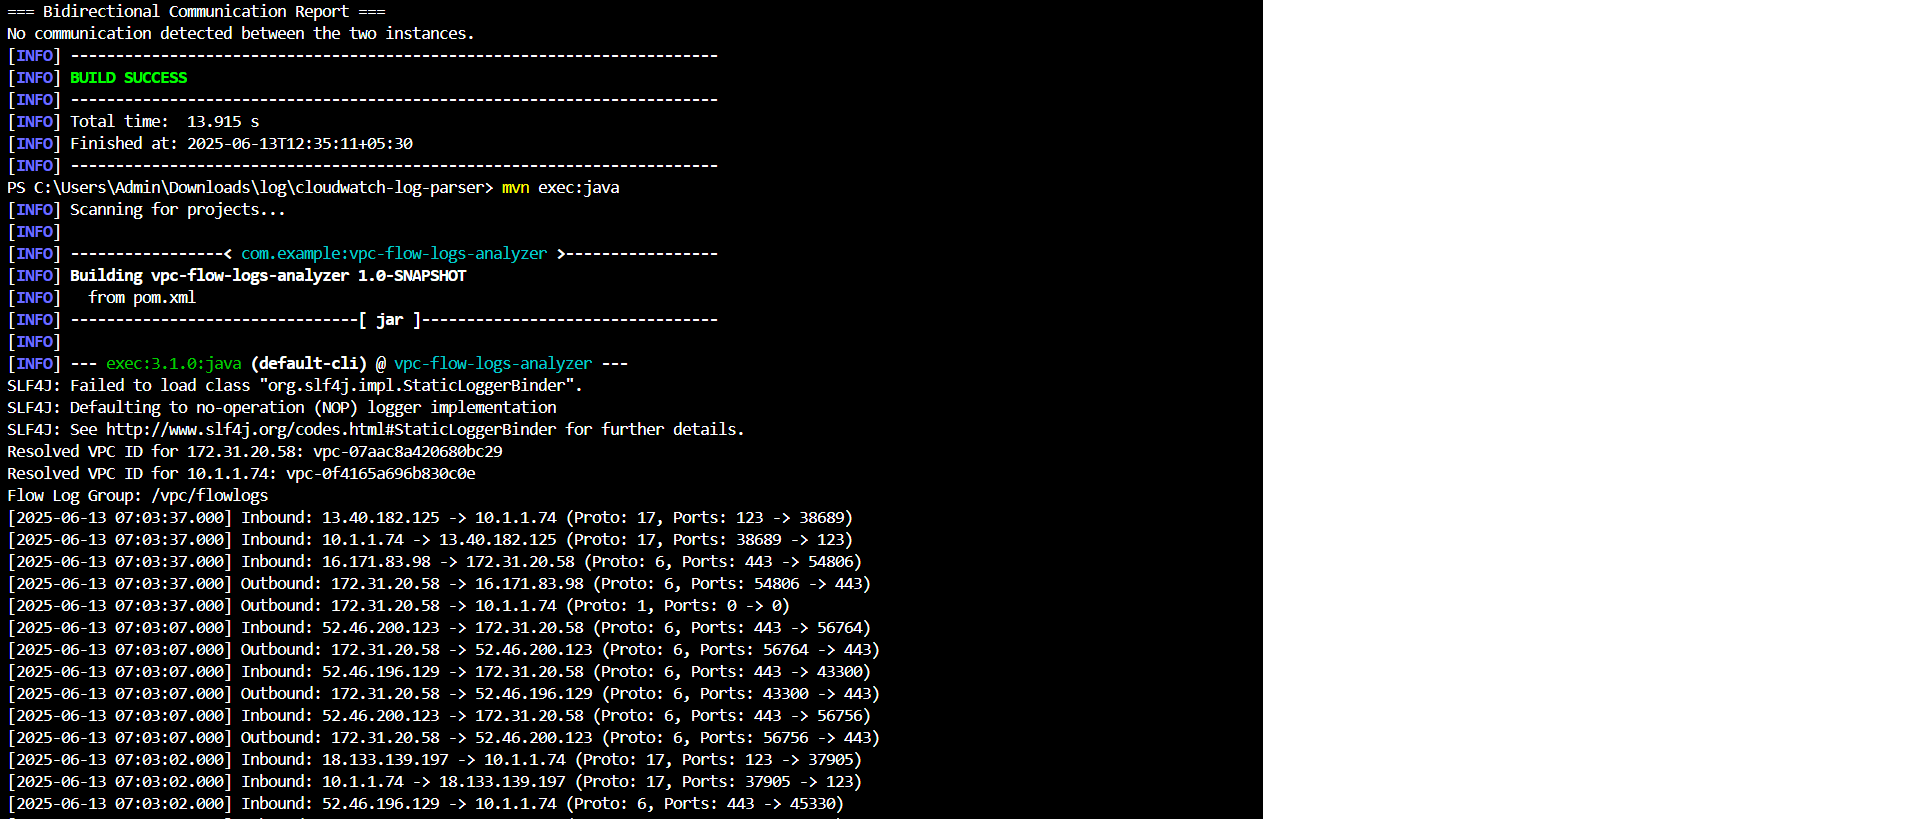 === Bidirectional Communication Report ===
No communication detected between the two instances.
[INFO] ------------------------------------------------------------------------
[INFO] BUILD SUCCESS
[INFO] ------------------------------------------------------------------------
[INFO] Total time:  13.915 s
[INFO] Finished at: 2025-06-13T12:35:11+05:30
[INFO] ------------------------------------------------------------------------
PS C:\Users\Admin\Downloads\log\cloudwatch-log-parser> mvn exec:java
[INFO] Scanning for projects...
[INFO]
[INFO] -----------------< com.example:vpc-flow-logs-analyzer >-----------------
[INFO] Building vpc-flow-logs-analyzer 1.0-SNAPSHOT
[INFO]   from pom.xml
[INFO] --------------------------------[ jar ]---------------------------------
[INFO]
[INFO] --- exec:3.1.0:java (default-cli) @ vpc-flow-logs-analyzer ---
SLF4J: Failed to load class "org.slf4j.impl.StaticLoggerBinder".
SLF4J: Defaulting to no-operation (NOP) logger implementation
SLF4J: See http://www.slf4j.org/codes.html#StaticLoggerBinder for further details.
Resolved VPC ID for 172.31.20.58: vpc-07aac8a420680bc29
Resolved VPC ID for 10.1.1.74: vpc-0f4165a696b830c0e
Flow Log Group: /vpc/flowlogs
[2025-06-13 07:03:37.000] Inbound: 13.40.182.125 -> 10.1.1.74 (Proto: 17, Ports: 123 -> 38689)
[2025-06-13 07:03:37.000] Inbound: 10.1.1.74 -> 13.40.182.125 (Proto: 17, Ports: 38689 -> 123)
[2025-06-13 07:03:37.000] Inbound: 16.171.83.98 -> 172.31.20.58 (Proto: 6, Ports: 443 -> 54806)
[2025-06-13 07:03:37.000] Outbound: 172.31.20.58 -> 16.171.83.98 (Proto: 6, Ports: 54806 -> 443)
[2025-06-13 07:03:37.000] Outbound: 172.31.20.58 -> 10.1.1.74 (Proto: 1, Ports: 0 -> 0)
[2025-06-13 07:03:07.000] Inbound: 52.46.200.123 -> 172.31.20.58 (Proto: 6, Ports: 443 -> 56764)
[2025-06-13 07:03:07.000] Outbound: 172.31.20.58 -> 52.46.200.123 (Proto: 6, Ports: 56764 -> 443)
[2025-06-13 07:03:07.000] Inbound: 52.46.196.129 -> 172.31.20.58 (Proto: 6, Ports: 443 -> 43300)
[2025-06-13 07:03:07.000] Outbound: 172.31.20.58 -> 52.46.196.129 (Proto: 6, Ports: 43300 -> 443)
[2025-06-13 07:03:07.000] Inbound: 52.46.200.123 -> 172.31.20.58 (Proto: 6, Ports: 443 -> 56756)
[2025-06-13 07:03:07.000] Outbound: 172.31.20.58 -> 52.46.200.123 (Proto: 6, Ports: 56756 -> 443)
[2025-06-13 07:03:02.000] Inbound: 18.133.139.197 -> 10.1.1.74 (Proto: 17, Ports: 123 -> 37905)
[2025-06-13 07:03:02.000] Inbound: 10.1.1.74 -> 18.133.139.197 (Proto: 17, Ports: 37905 -> 123)
[2025-06-13 07:03:02.000] Inbound: 52.46.196.129 -> 10.1.1.74 (Proto: 6, Ports: 443 -> 45330)